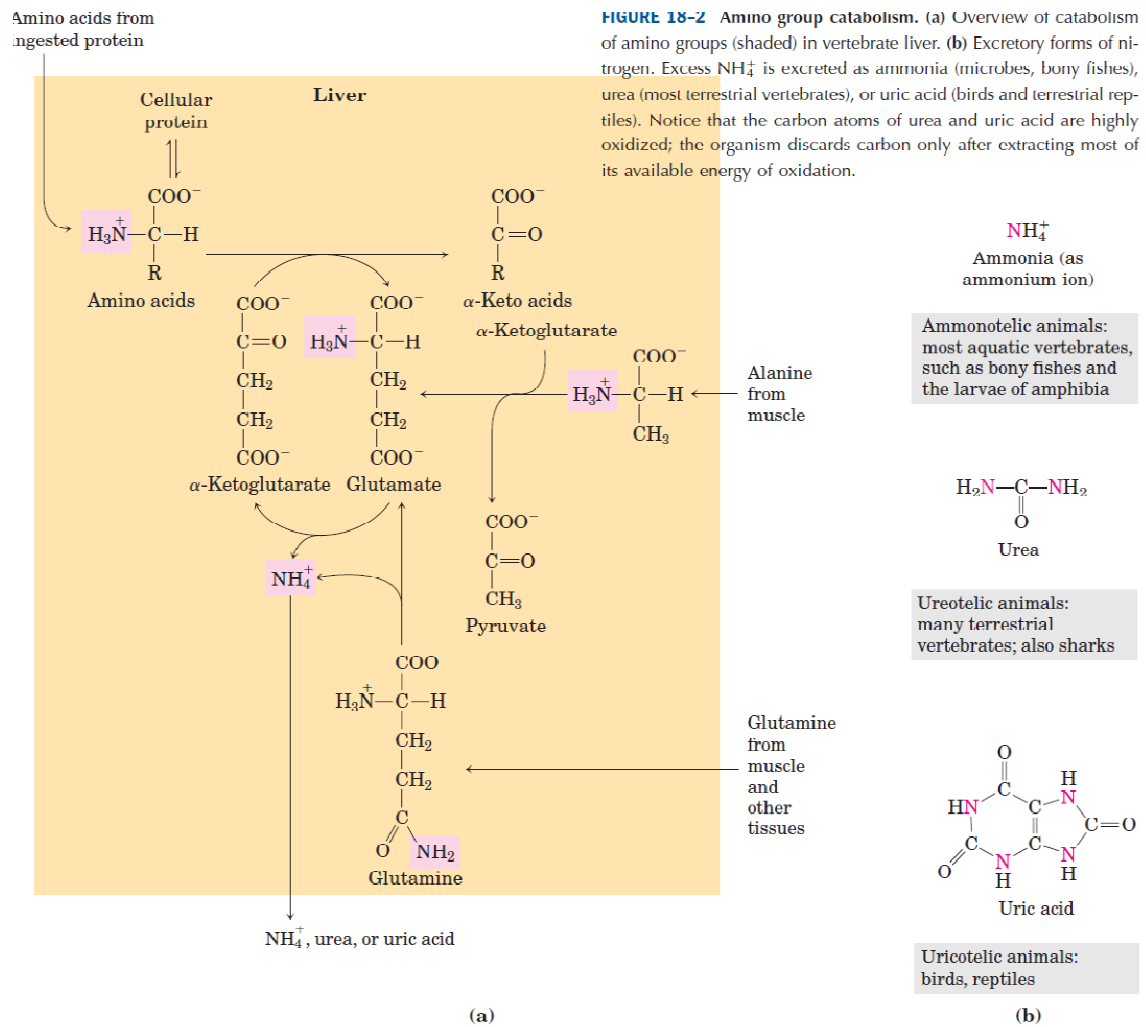 Amino acids from
ingested protein
FIGURE 18–2 Amino group catabolism. (a) Overview of catabolism
of amino groups (shaded) in vertebrate liver. (b) Excretory forms of ni-
trogen. Excess NH₄⁺ is excreted as ammonia (microbes, bony fishes),
urea (most terrestrial vertebrates), or uric acid (birds and terrestrial rep-
tiles). Notice that the carbon atoms of urea and uric acid are highly
oxidized; the organism discards carbon only after extracting most of
its available energy of oxidation.
Liver
Cellular
protein
COO⁻
H₃N⁺—C—H
R
Amino acids
COO⁻
C=O
R
α-Keto acids
COO⁻
C=O
CH₂
CH₂
COO⁻
α-Ketoglutarate
COO⁻
H₃N⁺—C—H
CH₂
CH₂
COO⁻
Glutamate
α-Ketoglutarate
COO⁻
H₃N⁺—C—H
CH₃
Alanine
from
muscle
COO⁻
C=O
CH₃
Pyruvate
NH₄⁺
COO
H₃N⁺—C—H
CH₂
CH₂
C
O NH₂
Glutamine
Glutamine
from
muscle
and
other
tissues
NH₄⁺, urea, or uric acid
(a)
NH₄⁺
Ammonia (as
ammonium ion)
Ammonotelic animals:
most aquatic vertebrates,
such as bony fishes and
the larvae of amphibia
H₂N—C—NH₂
O
Urea
Ureotelic animals:
many terrestrial
vertebrates; also sharks
O
C
H
N
HN
C
C=O
C
C
O
N
H
N
H
Uric acid
Uricotelic animals:
birds, reptiles
(b)